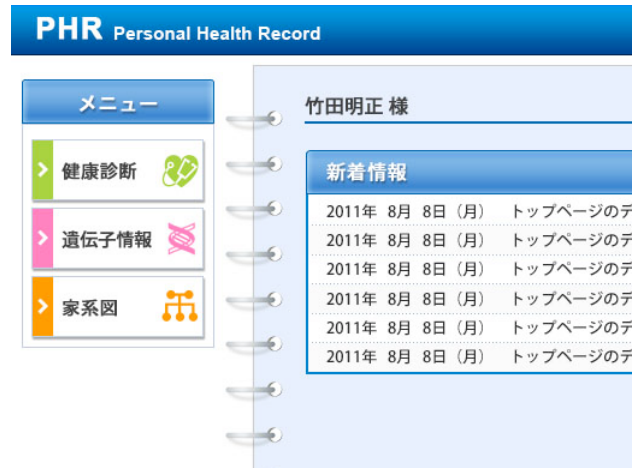 PHR Personal Health Record
メニュー
健康診断
遺伝子情報
家系図
竹田明正 様
新着情報
2011年 8月 8日（月） トップページのデ
2011年 8月 8日（月） トップページのデ
2011年 8月 8日（月） トップページのデ
2011年 8月 8日（月） トップページのデ
2011年 8月 8日（月） トップページのデ
2011年 8月 8日（月） トップページのデ